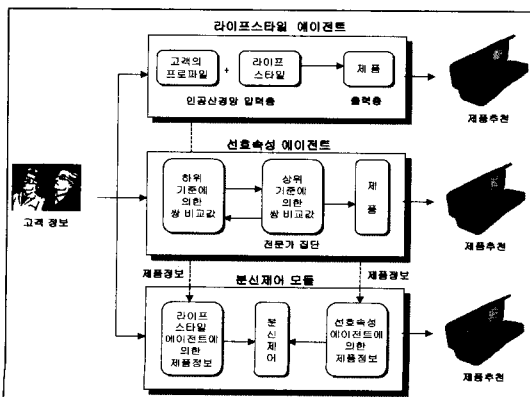 라이프스타일 에이전트
고객의
프로파일
+
라이프
스타일
제 품
인공신경망 입력층
출력층
제품추천
선호속성 에이전트
하위
기준에
의한
쌍 비교값
상위
기준에
의한
쌍 비교값
제
품
전문가 집단
고객 정보
제품추천
제품정보
제품정보
분신제어 모듈
라이프
스타일
에이전트에
의한
제품정보
분
신
제
어
선호속성
에이전트에
의한
제품정보
제품추천